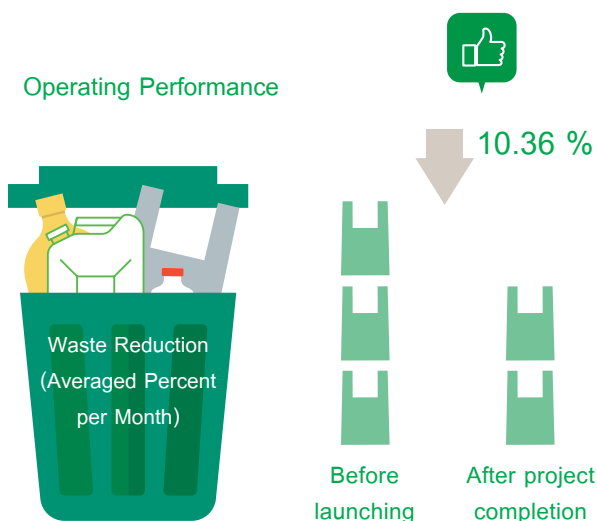 Operating Performance
10.36 %
Waste Reduction
(Averaged Percent
per Month)
Before
launching
After project
completion